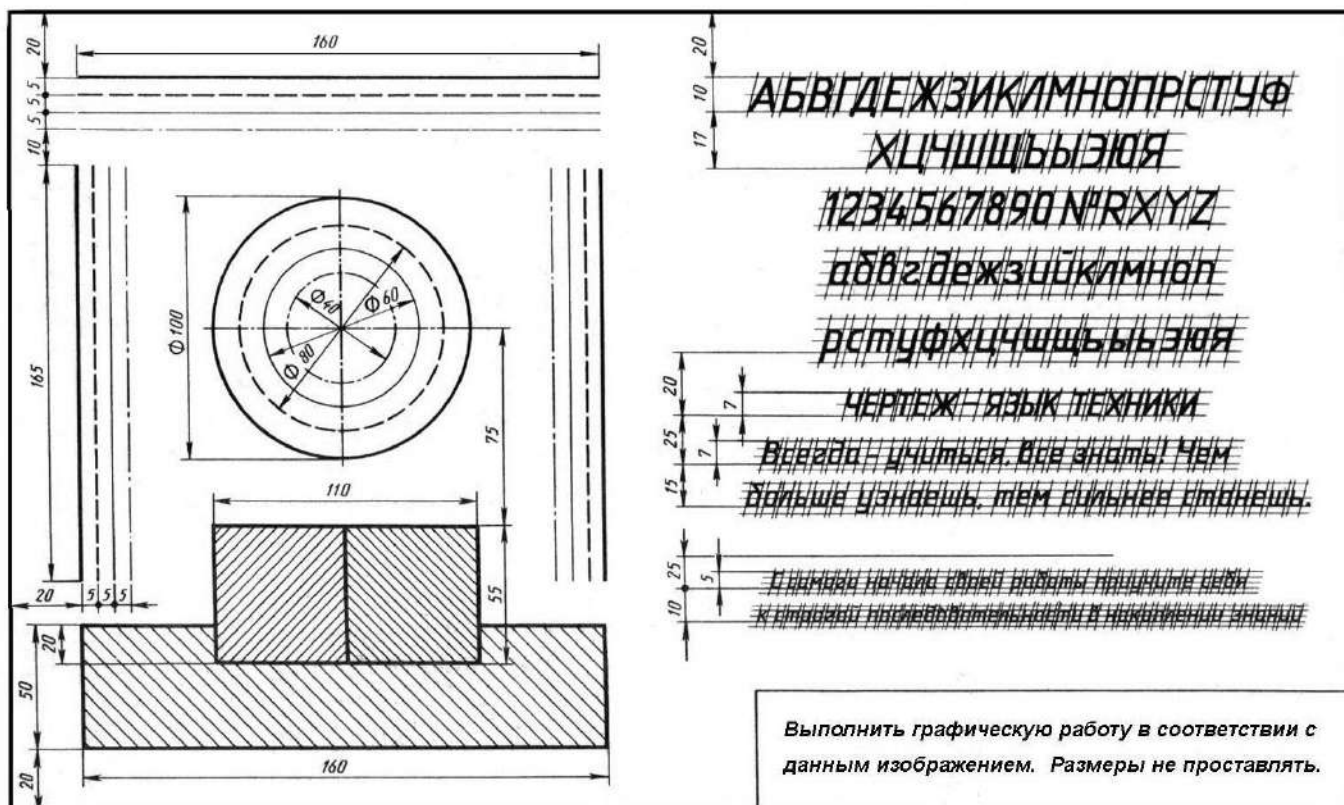 20
160
5
5
5
10
165
Ф100
Ф40
Ф60
Ф80
75
110
55
20
5
5
5
20
50
20
160
20
10
17
АБВГДЕЖЗИКЛМНОПРСТУФ
ХЦЧШЩЪЫЭЮЯ
1234567890 №RXYZ
абвгдежзийклмноп
рстуфхцчшщъыьэюя
20
7
ЧЕРТЕЖ – ЯЗЫК ТЕХНИКИ
25
7
Всегда – учиться, все знать! Чем
15
больше узнаешь, тем сильнее станешь.
25
5
С самого начала своей работы приучите себя
10
к строгой последовательности в накоплении знаний
Выполнить графическую работу в соответствии с
данным изображением. Размеры не проставлять.